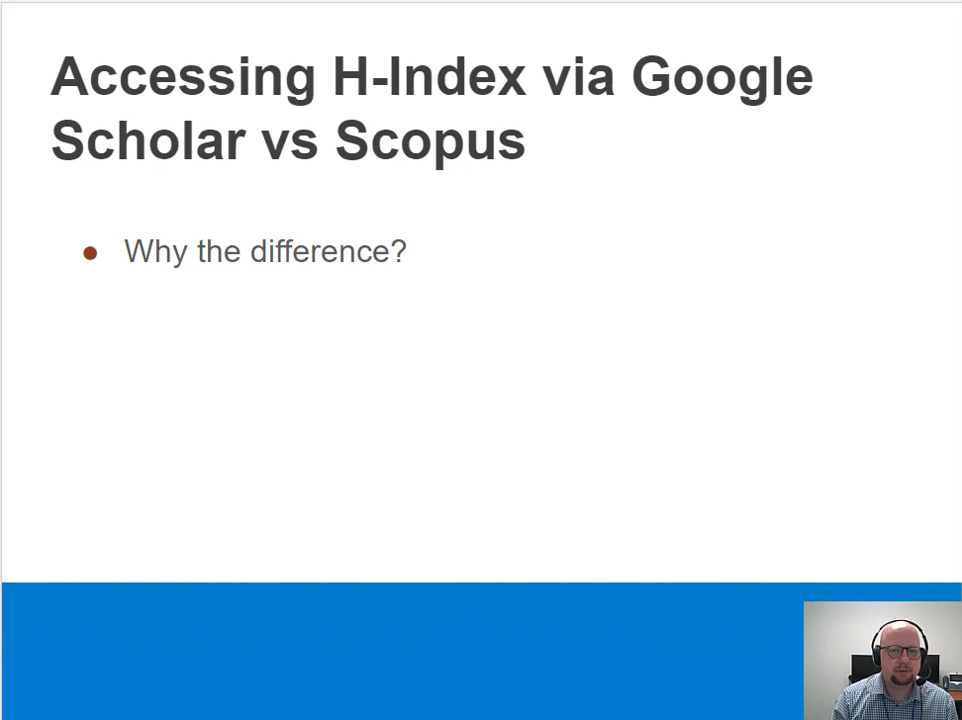 Accessing H-Index via Google
Scholar vs Scopus
Why the difference?